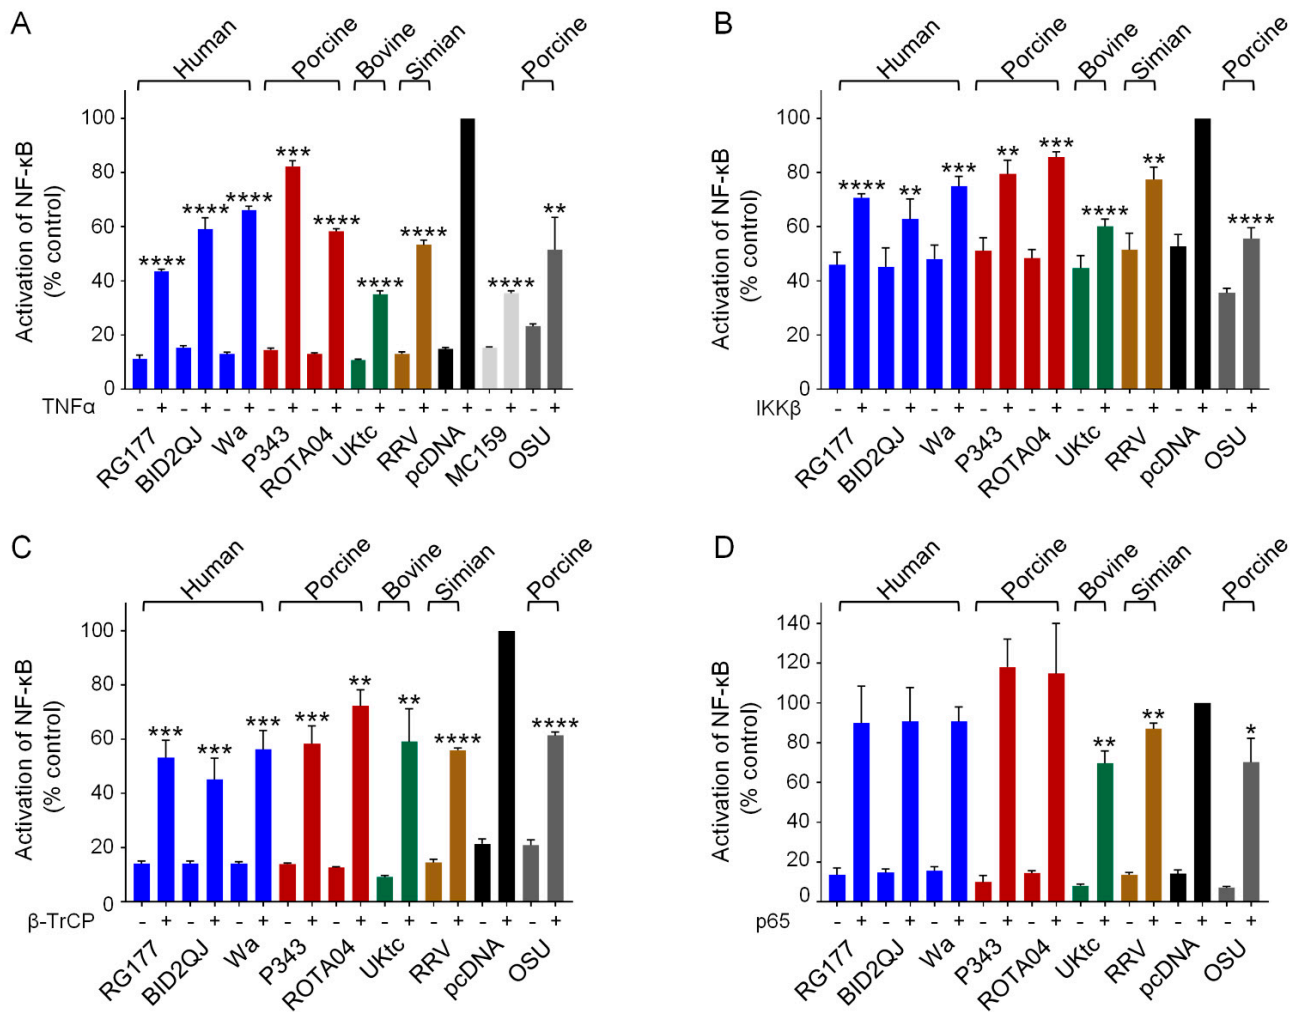 A
Human
Porcine
Bovine
Simian
Porcine
Activation of NF-κB
(% control)
100
80
60
40
20
0
**** **** **** *** **** **** **** **** **
TNFα - + - + - + - + - + - + - + - + - + - +
RG177 BID2QJ Wa P343 ROTA04 UKtc RRV pcDNA MC159 OSU
B
Human
Porcine
Bovine
Simian
Porcine
Activation of NF-κB
(% control)
100
80
60
40
20
0
**** ** *** ** *** **** ** ****
IKKβ - + - + - + - + - + - + - + - + - +
RG177 BID2QJ Wa P343 ROTA04 UKtc RRV pcDNA OSU
C
Human
Porcine
Bovine
Simian
Porcine
Activation of NF-κB
(% control)
100
80
60
40
20
0
*** *** *** *** ** ** **** ****
β-TrCP - + - + - + - + - + - + - + - + - +
RG177 BID2QJ Wa P343 ROTA04 UKtc RRV pcDNA OSU
D
Human
Porcine
Bovine
Simian
Porcine
Activation of NF-κB
(% control)
140
120
100
80
60
40
20
0
** ** *
p65 - + - + - + - + - + - + - + - + - +
RG177 BID2QJ Wa P343 ROTA04 UKtc RRV pcDNA OSU